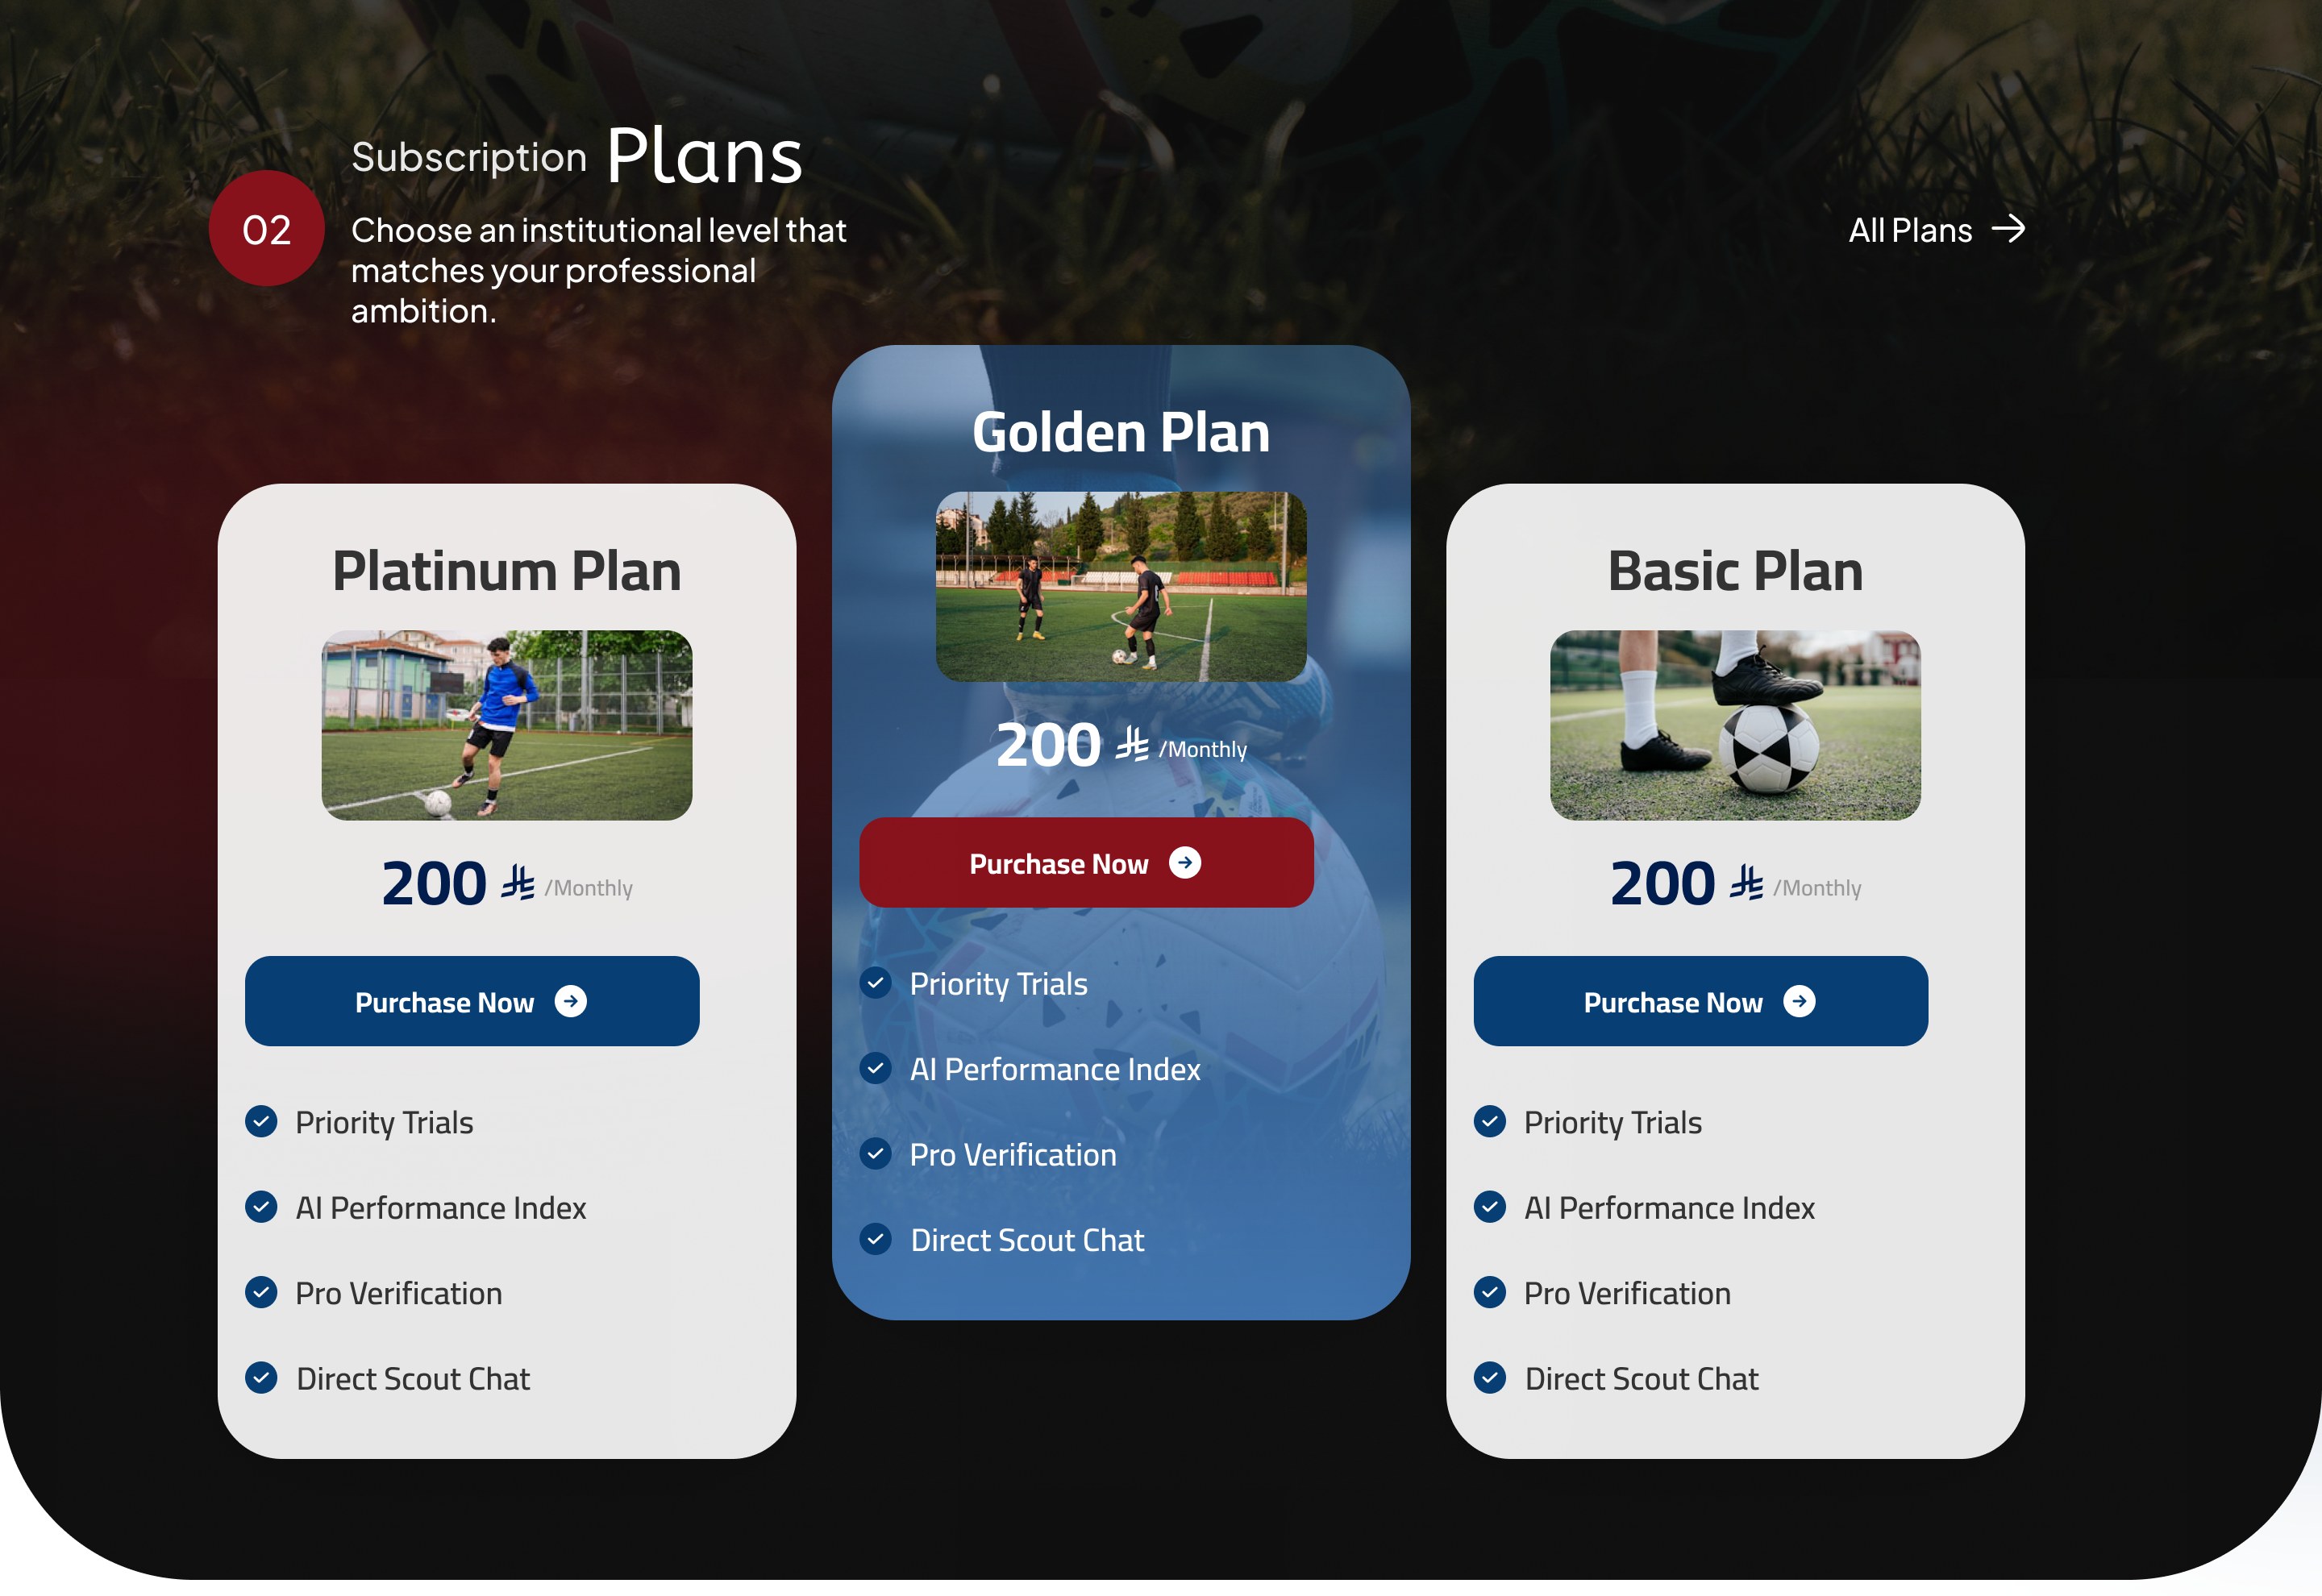 Subscription Plans
02
Choose an institutional level that
matches your professional
ambition.
All Plans
Platinum Plan
200 /Monthly
Purchase Now
Priority Trials
AI Performance Index
Pro Verification
Direct Scout Chat
Golden Plan
200 /Monthly
Purchase Now
Priority Trials
AI Performance Index
Pro Verification
Direct Scout Chat
Basic Plan
200 /Monthly
Purchase Now
Priority Trials
AI Performance Index
Pro Verification
Direct Scout Chat